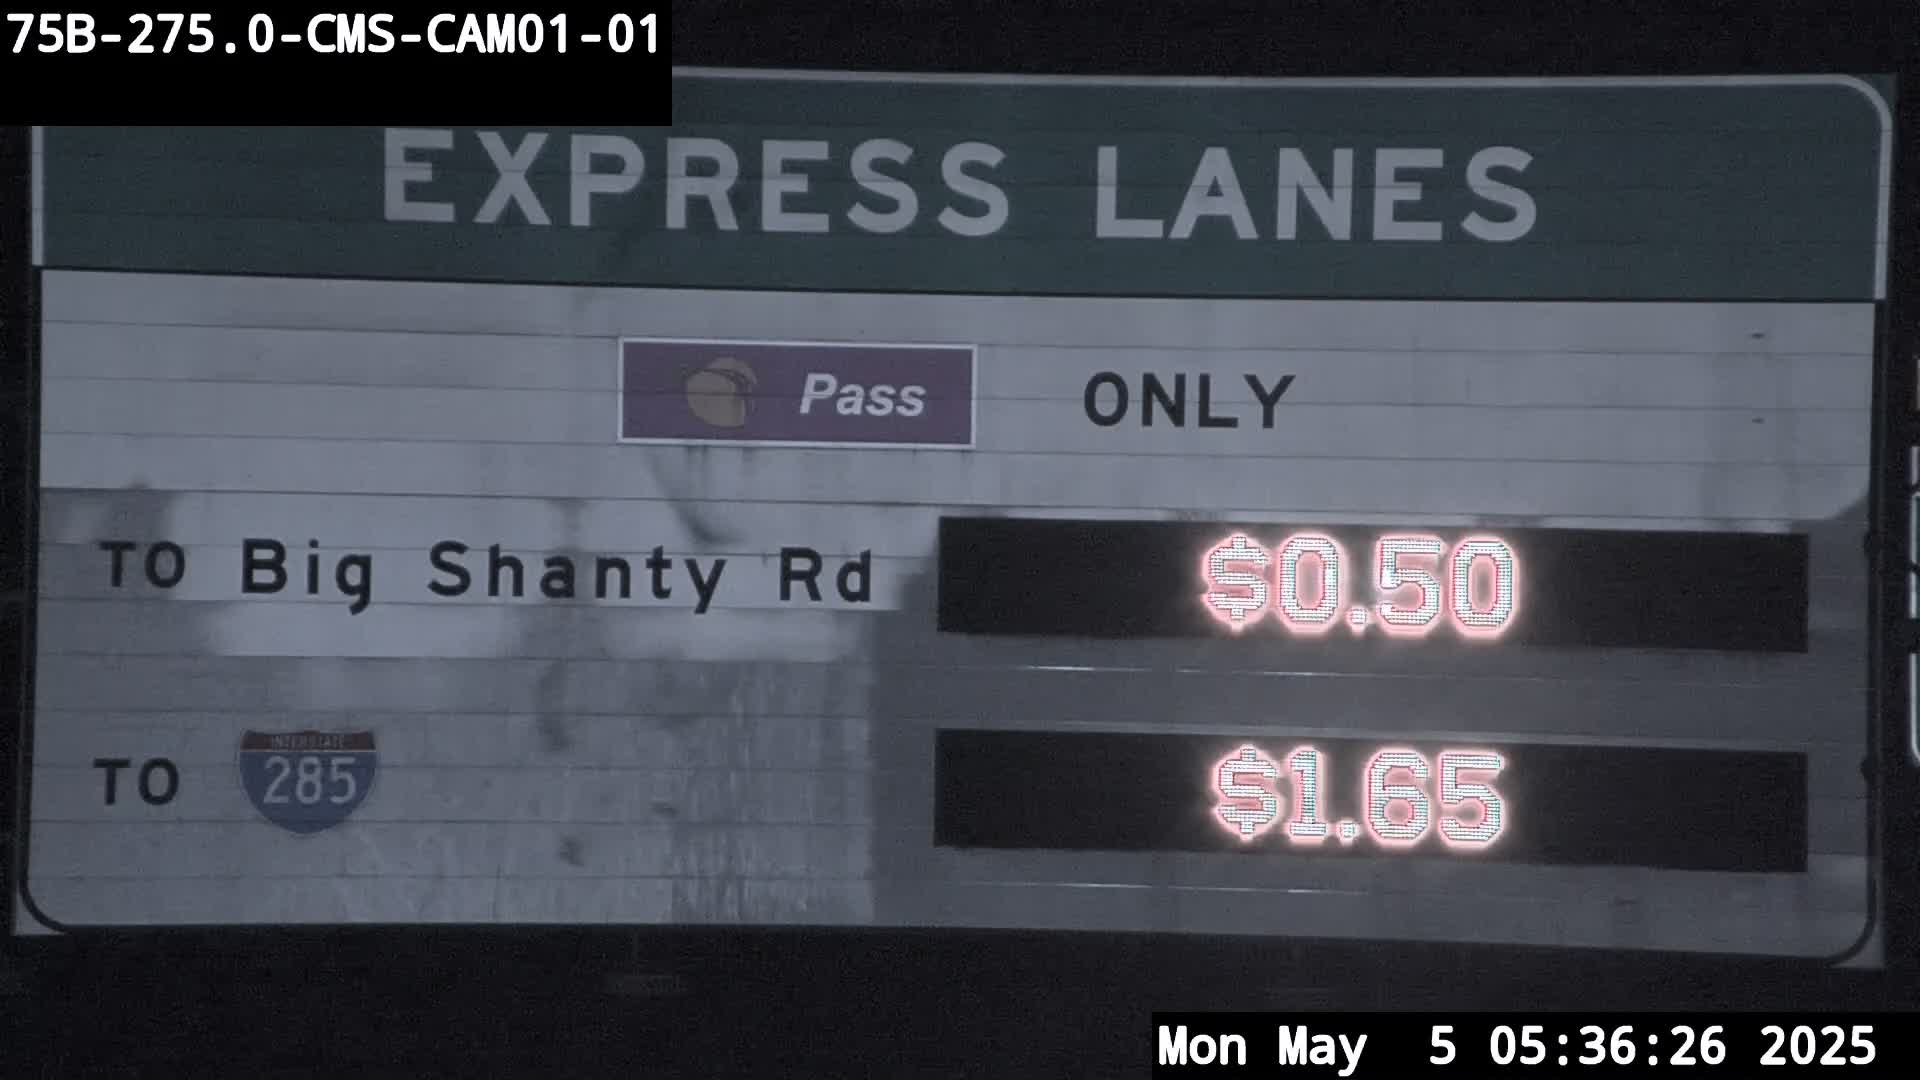 75B-275.0-CMS-CAM01-01
EXPRESS LANES
Pass ONLY
TO Big Shanty Rd $0.50
TO INTERSTATE 285 $1.65
Mon May 5 05:36:26 2025